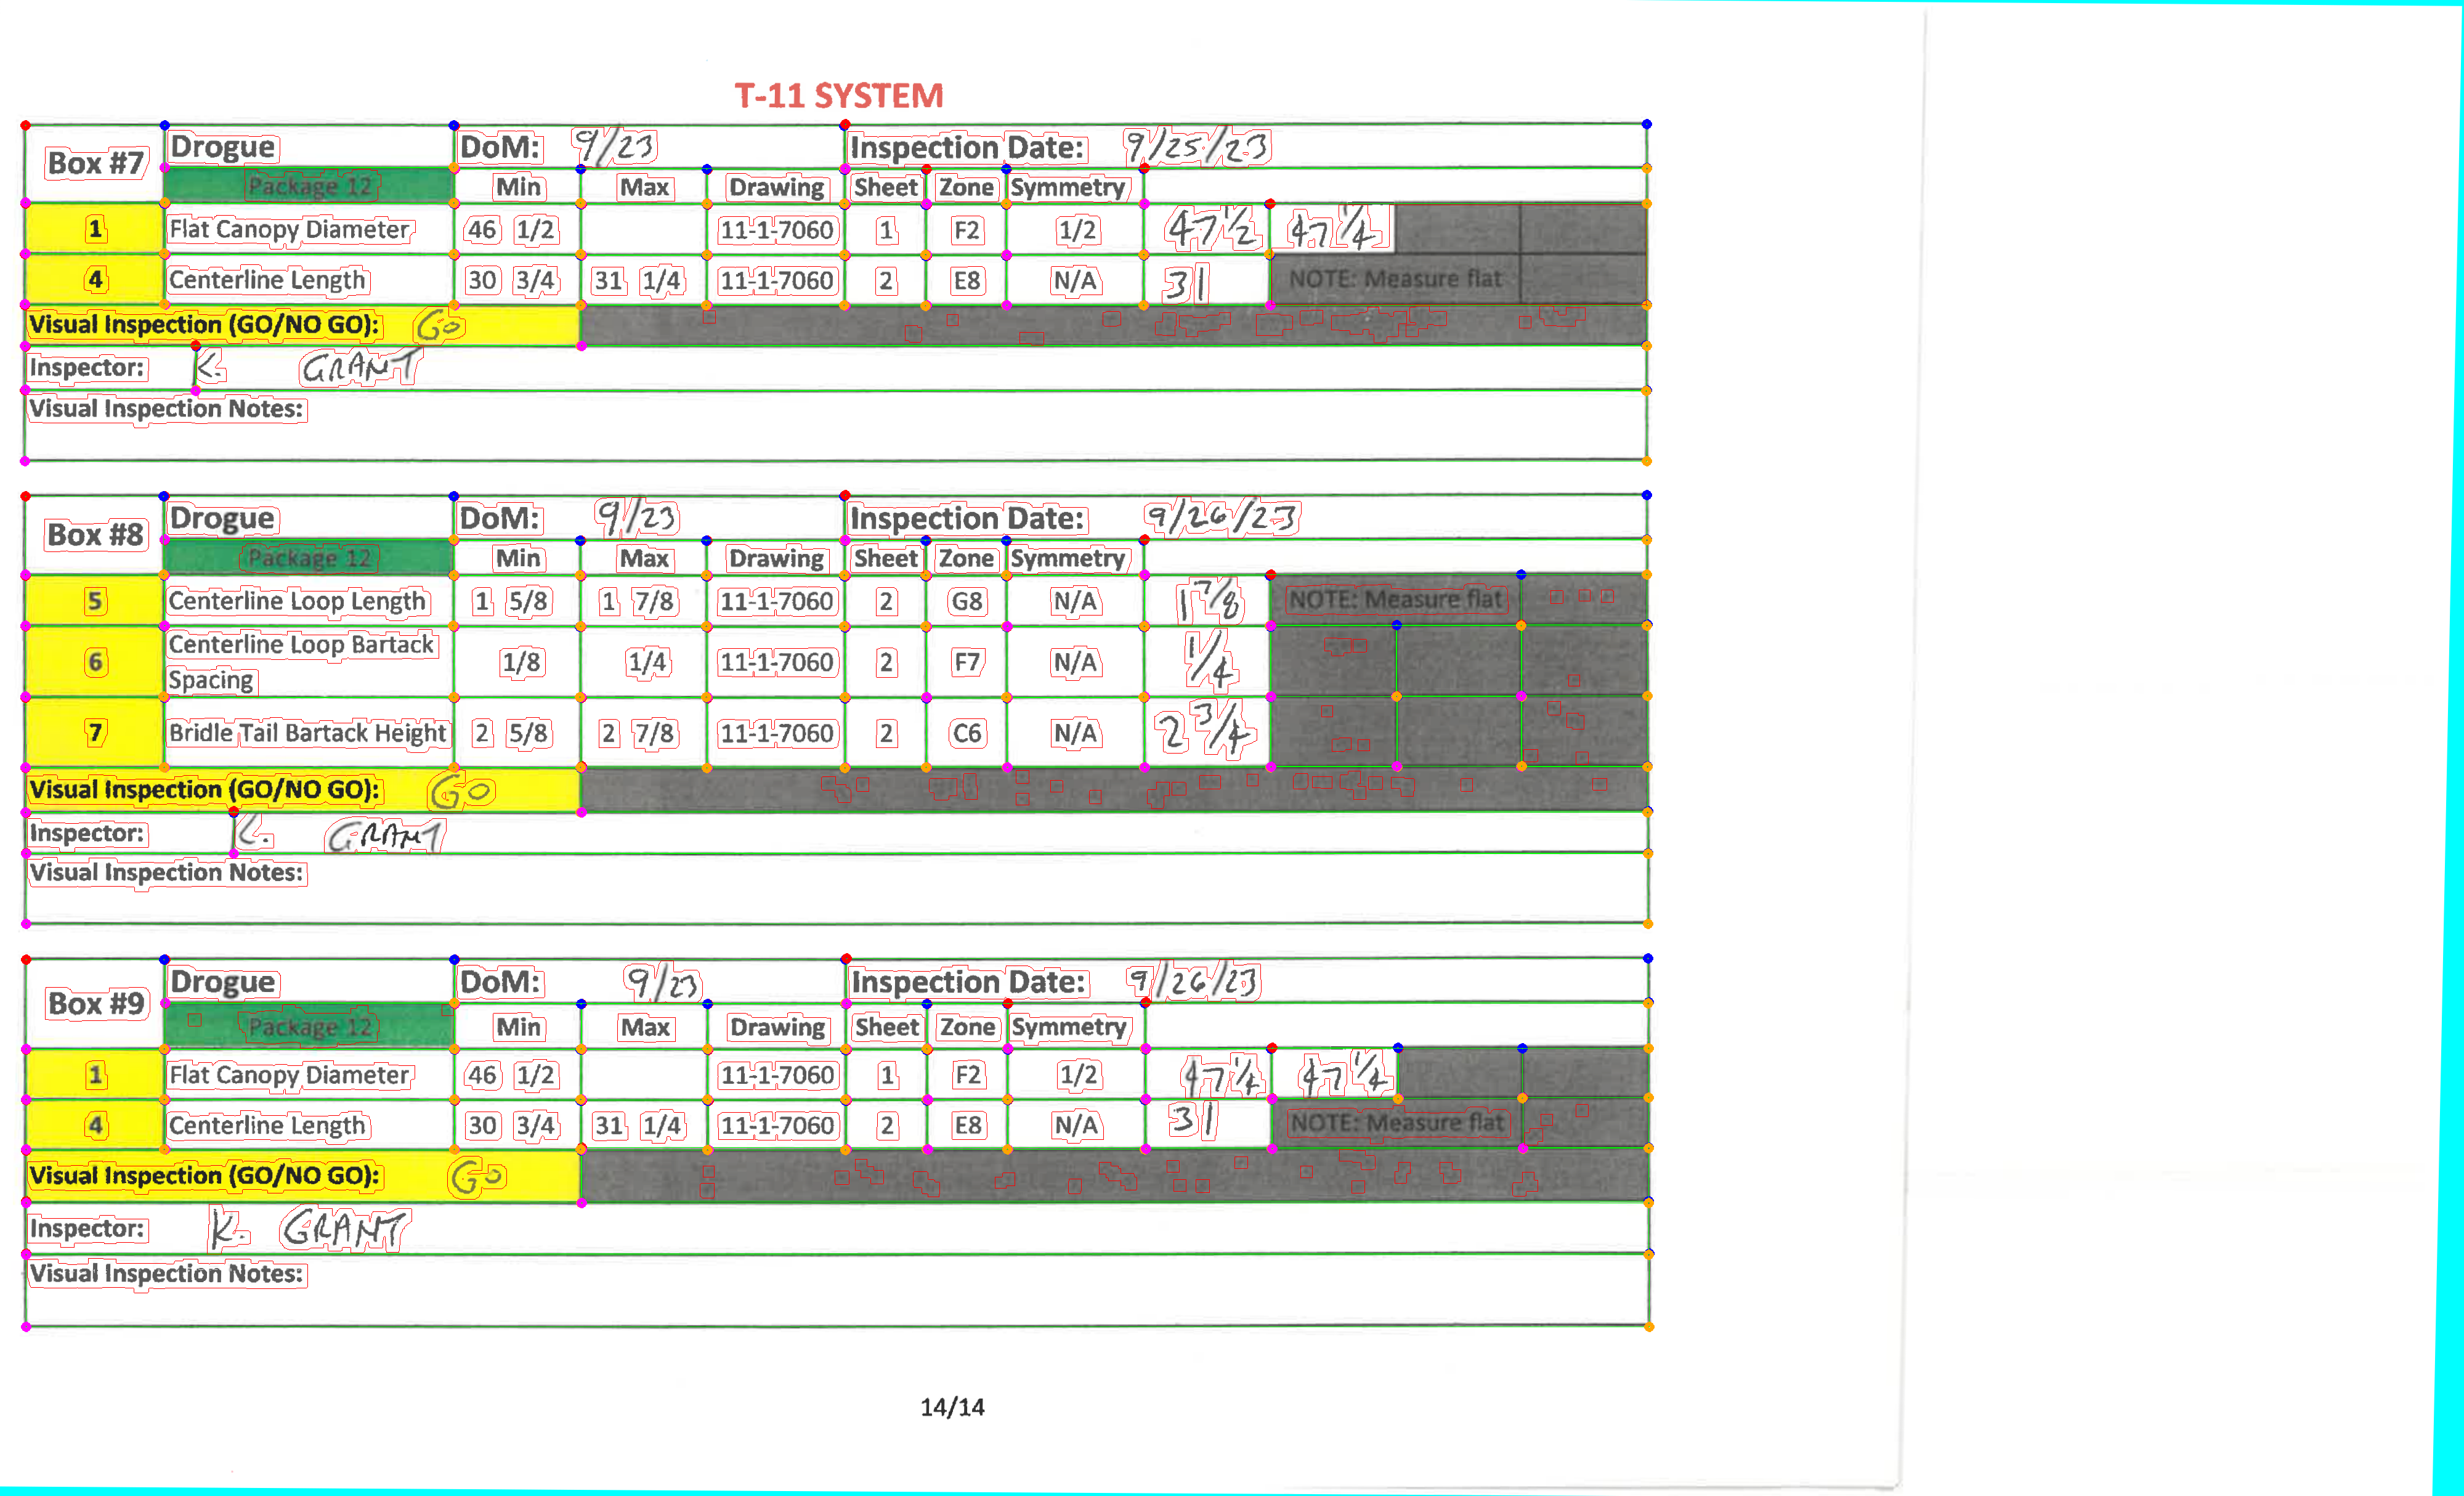 T-11 SYSTEM
Box #7 Drogue DoM: 9/23 Inspection Date: 9/25/23
Package 12 Min Max Drawing Sheet Zone Symmetry
1 Flat Canopy Diameter 46 1/2 11-1-7060 1 F2 1/2 47 1/2 47 1/4
4 Centerline Length 30 3/4 31 1/4 11-1-7060 2 E8 N/A 31 NOTE: Measure flat
Visual Inspection (GO/NO GO): GO
Inspector: K. GRANT
Visual Inspection Notes:
Box #8 Drogue DoM: 9/23 Inspection Date: 9/26/23
Package 12 Min Max Drawing Sheet Zone Symmetry
5 Centerline Loop Length 1 5/8 1 7/8 11-1-7060 2 G8 N/A 1 7/8 NOTE: Measure flat
6 Centerline Loop Bartack Spacing 1/8 1/4 11-1-7060 2 F7 N/A 1/4
7 Bridle Tail Bartack Height 2 5/8 2 7/8 11-1-7060 2 C6 N/A 2 3/4
Visual Inspection (GO/NO GO): GO
Inspector: K. GRANT
Visual Inspection Notes:
Box #9 Drogue DoM: 9/23 Inspection Date: 9/26/23
Package 12 Min Max Drawing Sheet Zone Symmetry
1 Flat Canopy Diameter 46 1/2 11-1-7060 1 F2 1/2 47 1/4 47 1/4
4 Centerline Length 30 3/4 31 1/4 11-1-7060 2 E8 N/A 31 NOTE: Measure flat
Visual Inspection (GO/NO GO): GO
Inspector: K. GRANT
Visual Inspection Notes:
14/14